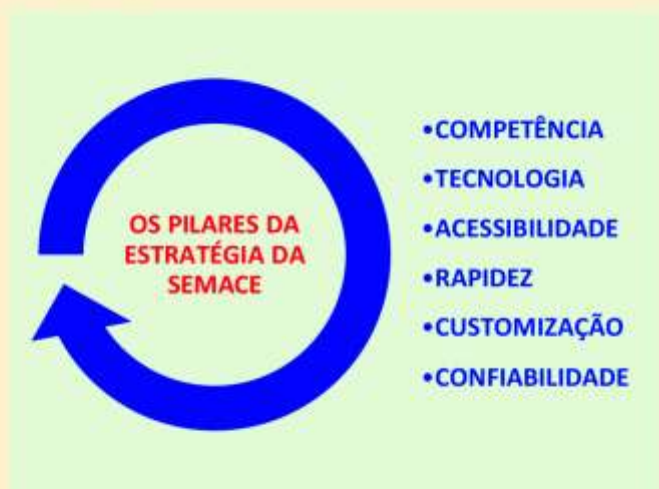 OS PILARES DA
ESTRATÉGIA DA
SEMACE
•COMPETÊNCIA
•TECNOLOGIA
•ACESSIBILIDADE
•RAPIDEZ
•CUSTOMIZAÇÃO
•CONFIABILIDADE